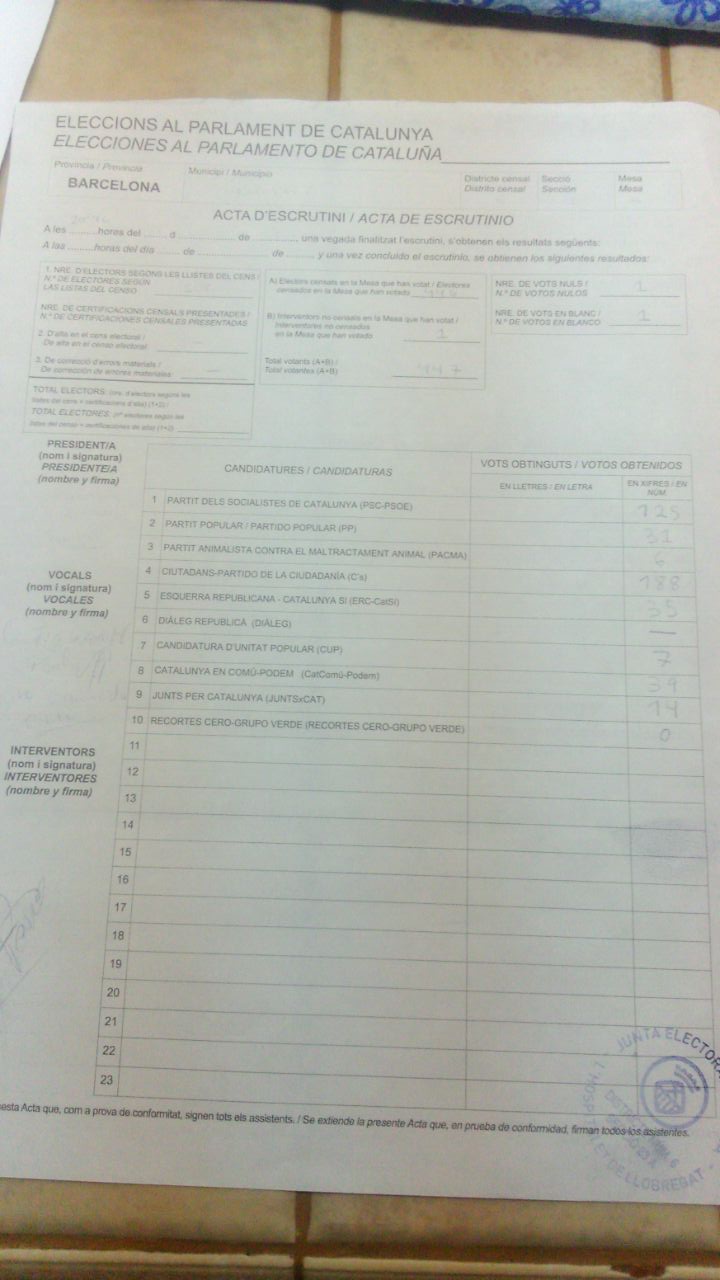 ELECCIONS AL PARLAMENT DE CATALUNYA
ELECCIONES AL PARLAMENTO DE CATALUÑA
Província / Provincia
BARCELONA
Municipi / Municipio
Districte censal
Distrito censal
Secció
Sección
Mesa
Mesa
ACTA D'ESCRUTINI / ACTA DE ESCRUTINIO
A les ........ horas del ........ d .................. de ............, una vegada finalitzat l'escrutini, s'obtenen els resultats següents:
A las ........horas del día ........ de .................. de ............ y una vez concluido el escrutinio, se obtienen los siguientes resultados:
1. NRE. D'ELECTORS SEGONS LES LLISTES DEL CENS /
N.º DE ELECTORES SEGÚN
LAS LISTAS DEL CENSO
NRE. DE CERTIFICACIONS CENSALS PRESENTADES /
N.º DE CERTIFICACIONES CENSALES PRESENTADAS
2. D'alta en el cens electoral /
De alta en el censo electoral
3. De correcció d'errors materials /
De corrección de errores materiales
TOTAL ELECTORS: (nre. d'electors segons les
llistes del cens + certificacions d'alta) (1+2) /
TOTAL ELECTORES: (nº electores según las
listas del censo + certificaciones de alta) (1+2)
A) Electors censats en la Mesa que han votat / Electores
censados en la Mesa que han votado
B) Interventors no censats en la Mesa que han votat /
Interventores no censados
en la Mesa que han votado 1
Total votants (A+B) /
Total votantes (A+B) 447
NRE. DE VOTS NULS /
N.º DE VOTOS NULOS 1
NRE. DE VOTS EN BLANC /
N.º DE VOTOS EN BLANCO 1
PRESIDENT/A
(nom i signatura)
PRESIDENTE/A
(nombre y firma)
VOCALS
(nom i signatura)
VOCALES
(nombre y firma)
INTERVENTORS
(nom i signatura)
INTERVENTORES
(nombre y firma)
CANDIDATURES / CANDIDATURAS
VOTS OBTINGUTS / VOTOS OBTENIDOS
EN LLETRES / EN LETRA
EN XIFRES / EN NÚM.
1 PARTIT DELS SOCIALISTES DE CATALUNYA (PSC-PSOE) 125
2 PARTIT POPULAR / PARTIDO POPULAR (PP) 31
3 PARTIT ANIMALISTA CONTRA EL MALTRACTAMENT ANIMAL (PACMA) 6
4 CIUTADANS-PARTIDO DE LA CIUDADANÍA (C's) 188
5 ESQUERRA REPUBLICANA - CATALUNYA SÍ (ERC-CatSí) 35
6 DIÀLEG REPUBLICÀ (DIÀLEG) —
7 CANDIDATURA D'UNITAT POPULAR (CUP) 7
8 CATALUNYA EN COMÚ-PODEM (CatComú-Podem) 39
9 JUNTS PER CATALUNYA (JUNTSxCAT) 14
10 RECORTES CERO-GRUPO VERDE (RECORTES CERO-GRUPO VERDE) 0
11
12
13
14
15
16
17
18
19
20
21
22
23
esta Acta que, com a prova de conformitat, signen tots els assistents. / Se extiende la presente Acta que, en prueba de conformidad, firman todos los asistentes.
JUNTA ELECTORAL
L'HOSPITALET DE LLOBREGAT